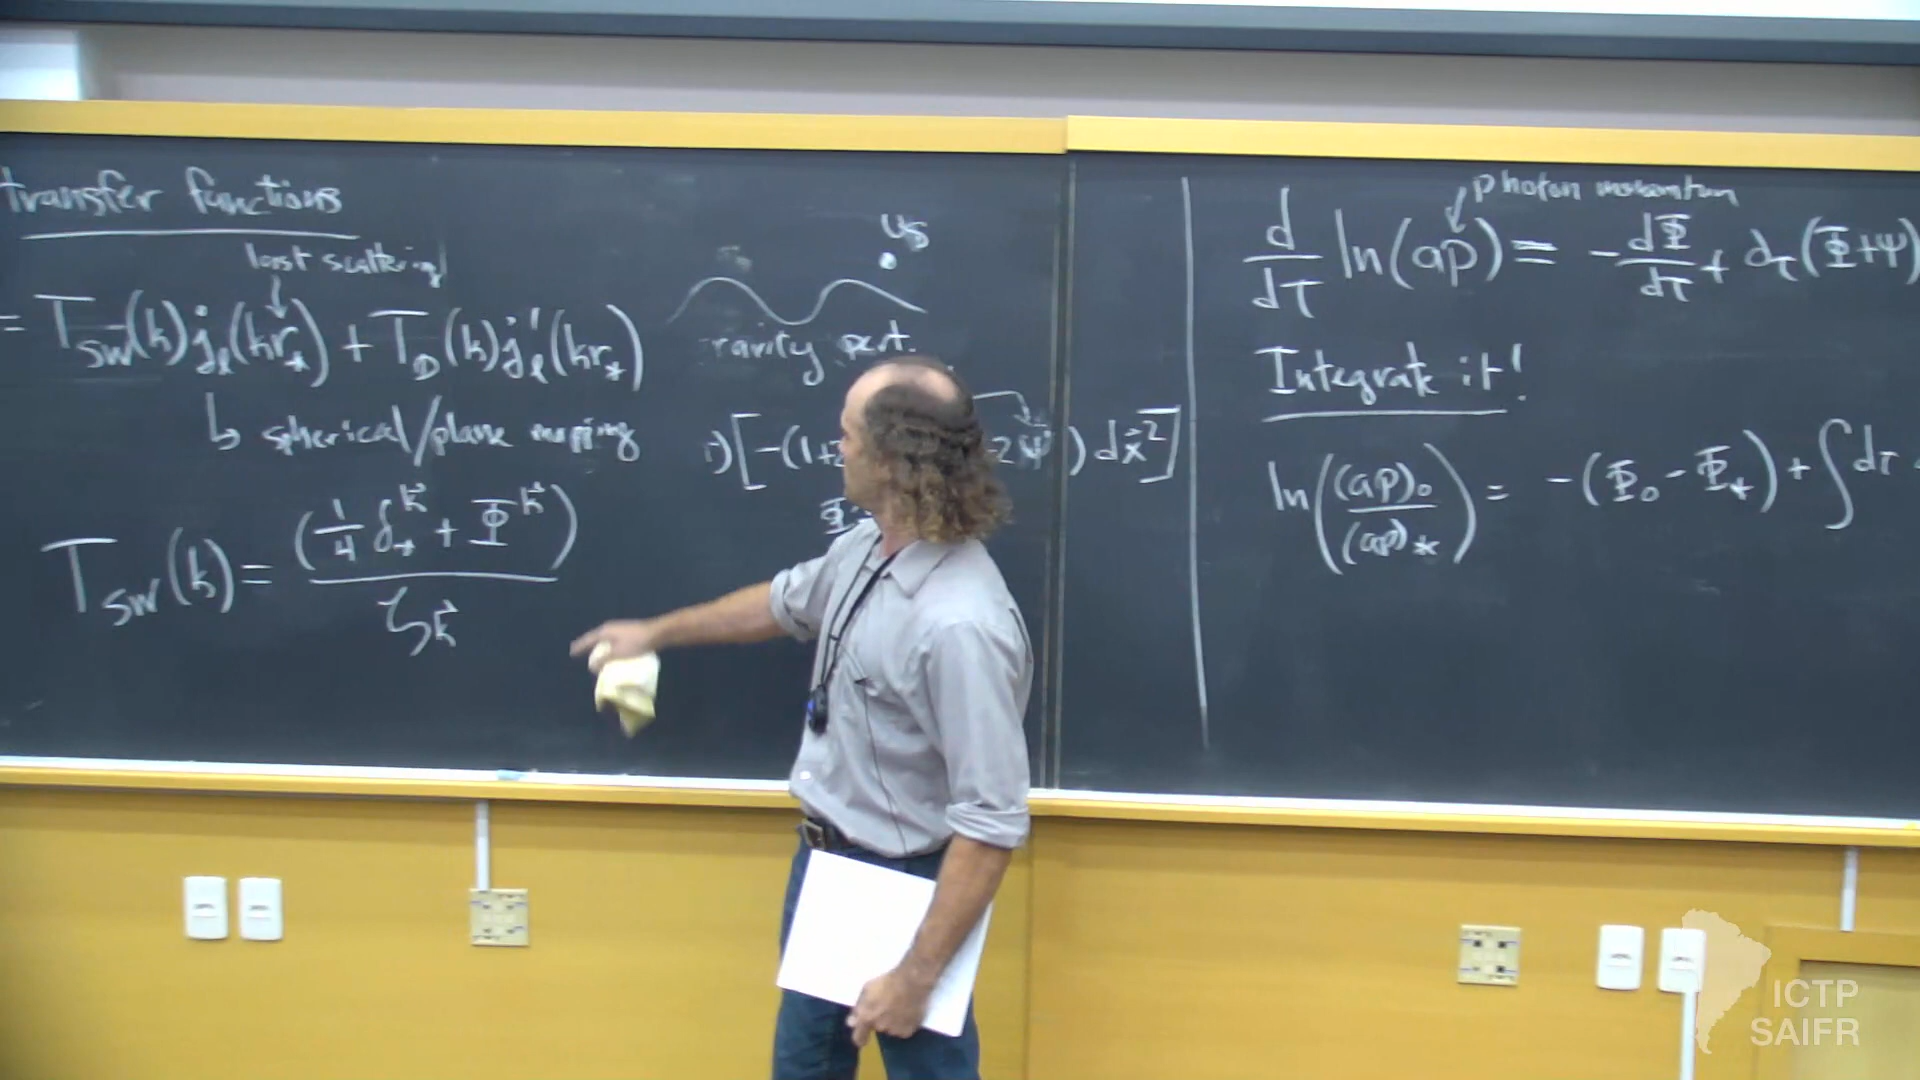 transfer functions
last scattering
= T_SW(k) j_ℓ(kr_*) + T_D(k) j'_ℓ(kr_*)
↳ spherical/plane mapping
T_SW(k) = (1/4 δ_*^k⃗ + Φ^k⃗) / ζ_k⃗
us
ravity pert.
)[-(1+2
2Ψ) dx⃗²]
Φ
photon momentum
d/dτ ln(ap) = - dΦ/dτ + ∂_τ(Φ+Ψ)
Integrate it!
ln((ap)_0/(ap)_*) = -(Φ_0 - Φ_*) + ∫dτ
ICTP
SAIFR